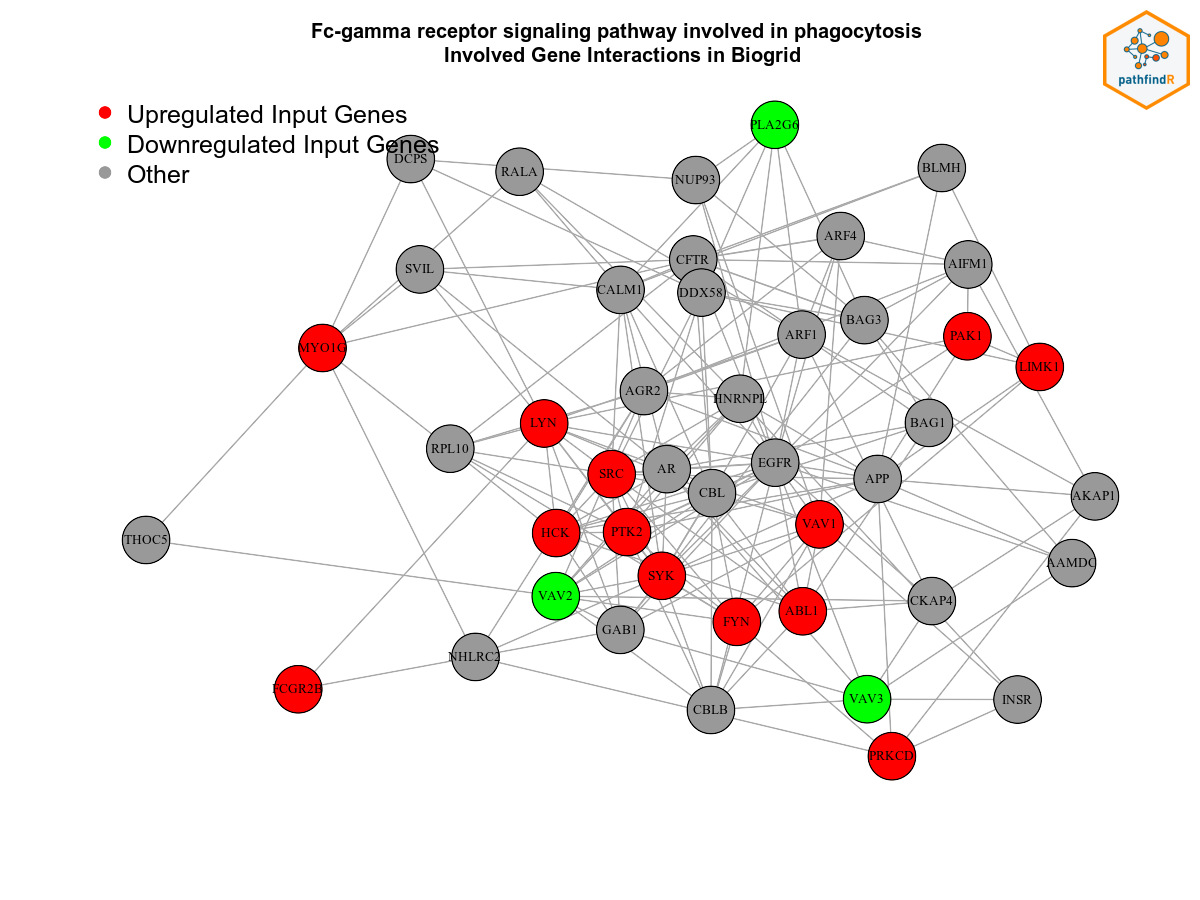 Fc-gamma receptor signaling pathway involved in phagocytosis
Involved Gene Interactions in Biogrid
pathfindR
Upregulated Input Genes
Downregulated Input Genes
Other
PLA2G6
DCPS
RALA
NUP93
BLMH
ARF4
CFTR
AIFM1
SVIL
CALM1
DDX58
BAG3
ARF1
PAK1
MYO1G
LIMK1
AGR2
HNRNPL
LYN
BAG1
RPL10
EGFR
SRC
AR
APP
CBL
AKAP1
VAV1
HCK
PTK2
THOC5
AAMDC
SYK
VAV2
CKAP4
ABL1
FYN
GAB1
NHLRC2
FCGR2B
VAV3
INSR
CBLB
PRKCD